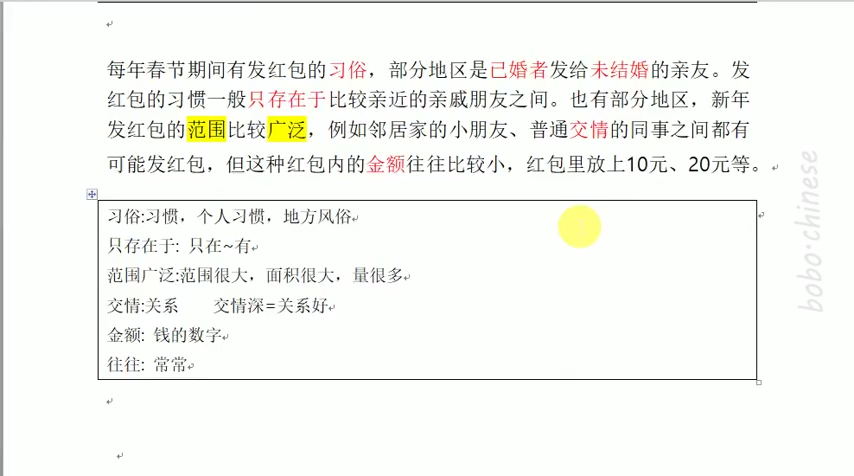 每年春节期间有发红包的习俗，部分地区是已婚者发给未结婚的亲友。发
红包的习惯一般只存在于比较亲近的亲戚朋友之间。也有部分地区，新年
发红包的范围比较广泛，例如邻居家的小朋友、普通交情的同事之间都有
可能发红包，但这种红包内的金额往往比较小，红包里放上10元、20元等。
习俗:习惯，个人习惯，地方风俗
只存在于: 只在~有
范围广泛:范围很大，面积很大，量很多
交情:关系 交情深=关系好
金额: 钱的数字
往往: 常常
bobo·chinese